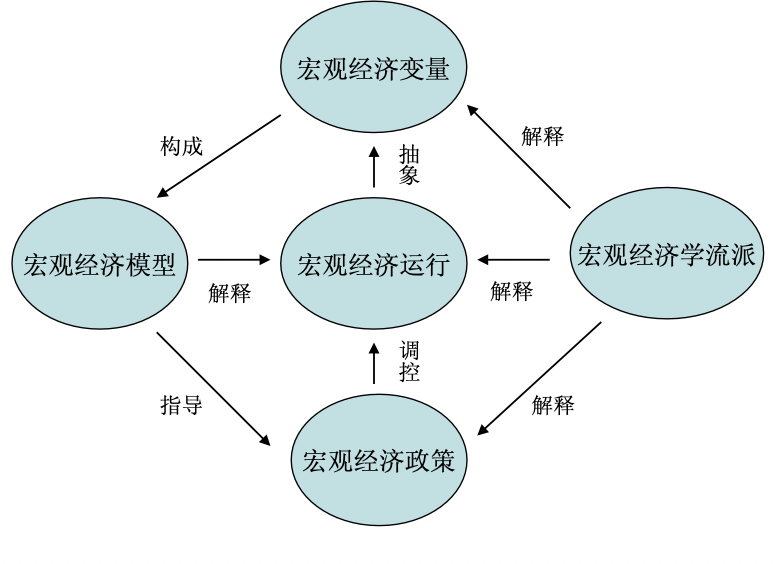 宏观经济变量
构成
抽
象
解释
宏观经济模型
解释
宏观经济运行
解释
宏观经济学流派
指导
调
控
解释
宏观经济政策